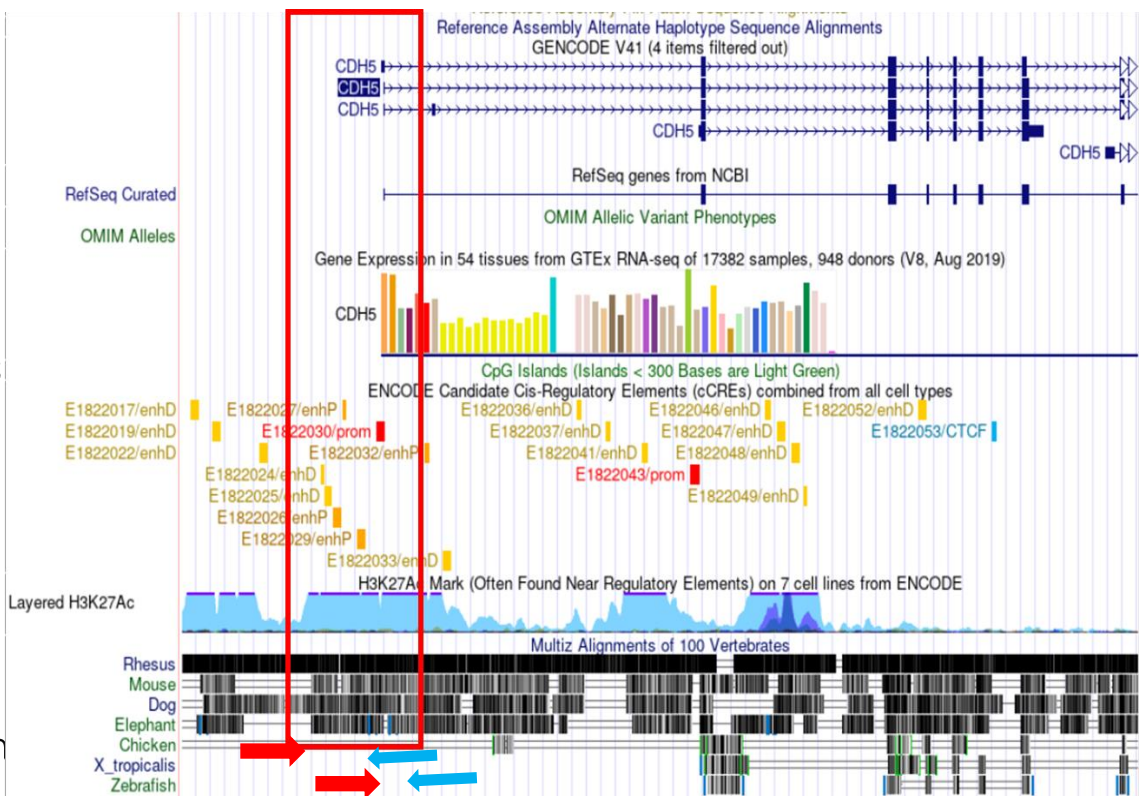 Reference Assembly Alternate Haplotype Sequence Alignments
GENCODE V41 (4 items filtered out)
CDH5
CDH5
CDH5
CDH5
CDH5
RefSeq genes from NCBI
RefSeq Curated
OMIM Allelic Variant Phenotypes
OMIM Alleles
Gene Expression in 54 tissues from GTEx RNA-seq of 17382 samples, 948 donors (V8, Aug 2019)
CDH5
CpG Islands (Islands < 300 Bases are Light Green)
ENCODE Candidate Cis-Regulatory Elements (cCREs) combined from all cell types
E1822017/enhD E1822027/enhP E1822036/enhD E1822046/enhD E1822052/enhD
E1822019/enhD E1822030/prom E1822037/enhD E1822047/enhD E1822053/CTCF
E1822022/enhD E1822032/enhP E1822041/enhD E1822048/enhD
E1822024/enhD E1822043/prom
E1822025/enhD E1822049/enhD
E1822026/enhP
E1822029/enhP
E1822033/enhD
H3K27Ac Mark (Often Found Near Regulatory Elements) on 7 cell lines from ENCODE
Layered H3K27Ac
Multiz Alignments of 100 Vertebrates
Rhesus
Mouse
Dog
Elephant
Chicken
X_tropicalis
Zebrafish